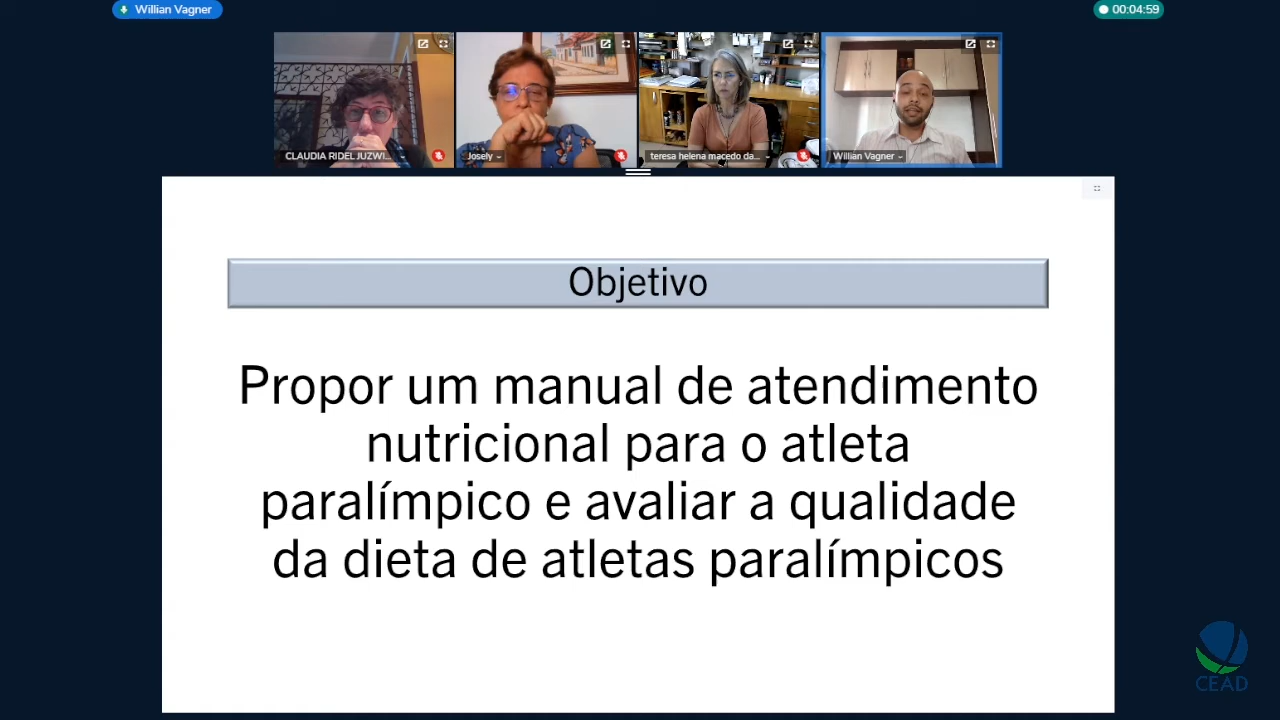 Willian Vagner
00:04:59
CLAUDIA RIDEL JUZWI...
Josely
teresa helena macedo da...
Willian Vagner
Objetivo
Propor um manual de atendimento
nutricional para o atleta
paralímpico e avaliar a qualidade
da dieta de atletas paralímpicos
CEAD